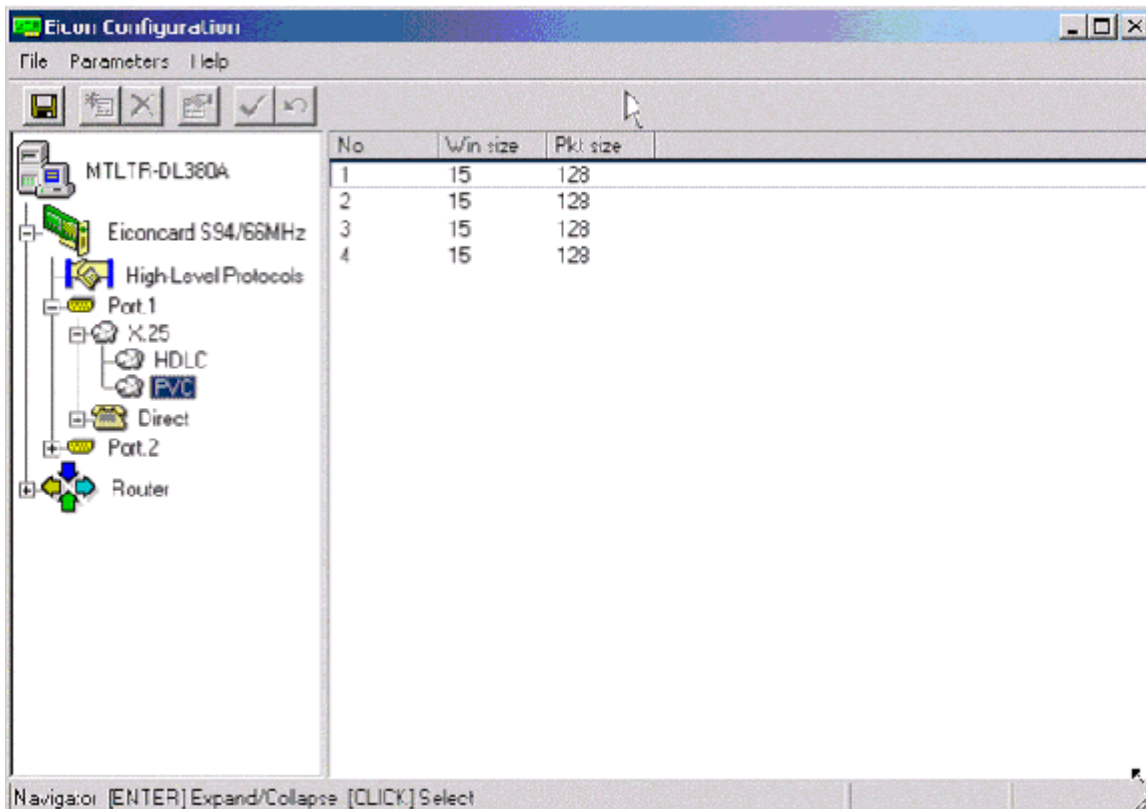 Eicon Configuration
File Parameters Help
No Win size Pkt size
1 15 128
2 15 128
3 15 128
4 15 128
MTLTR-DL380A
Eiconcard S94/66MHz
High-Level Protocols
Port.1
X.25
HDLC
PVC
Direct
Port.2
Router
Navigator [ENTER] Expand/Collapse [CLICK] Select